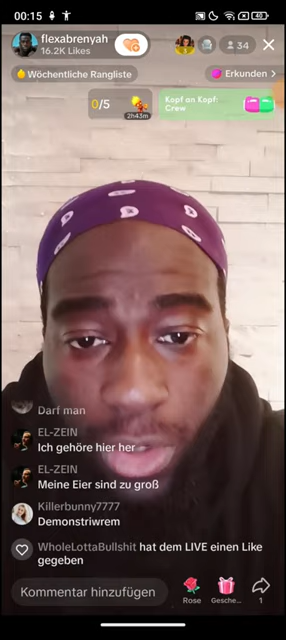 00:15
40
flexabrenyah
16.2K Likes
34
Wöchentliche Rangliste
Erkunden
0/5
2h43m
Kopf an Kopf:
Crew
Darf man
EL-ZEIN
Ich gehöre hier her
EL-ZEIN
Meine Eier sind zu groß
Killerbunny7777
Demonstriwrem
WholeLottaBullshit hat dem LIVE einen Like
gegeben
Kommentar hinzufügen
Rose
Gesche...
1